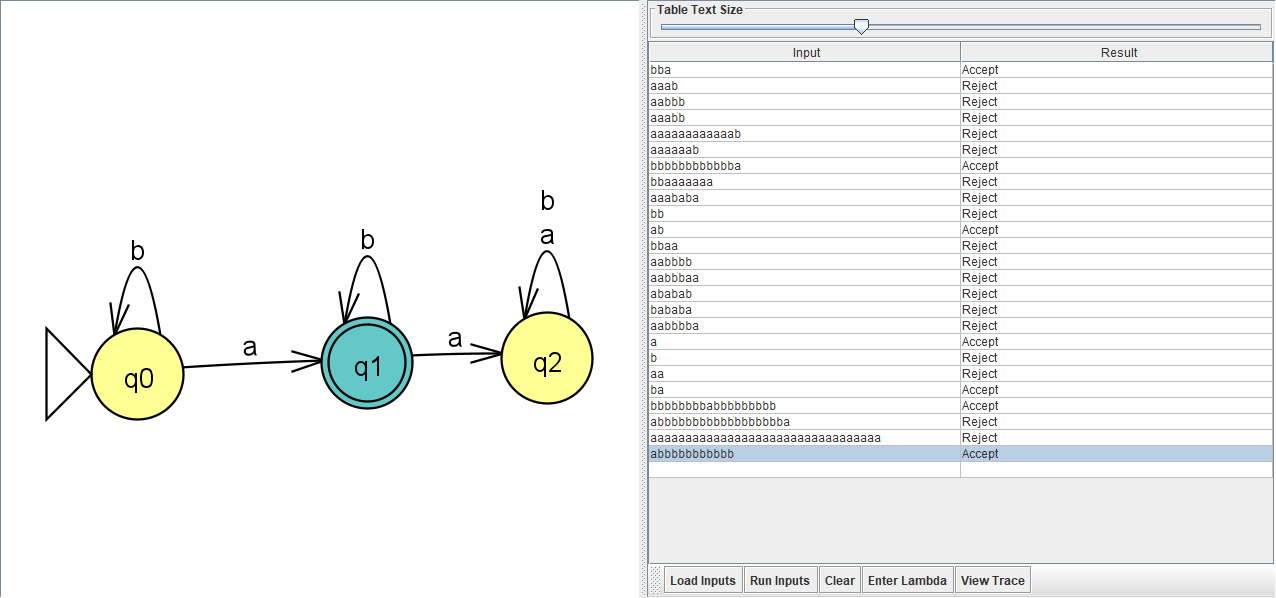 b
a
b
a
b
a
q0
q1
q2
Table Text Size
Input Result
bba Accept
aaab Reject
aabbb Reject
aaabb Reject
aaaaaaaaaaaab Reject
aaaaaab Reject
bbbbbbbbbbbba Accept
bbaaaaaaa Reject
aaababa Reject
bb Reject
ab Accept
bbaa Reject
aabbbb Reject
aabbbaa Reject
ababab Reject
bababa Reject
aabbbba Reject
a Accept
b Reject
aa Reject
ba Accept
bbbbbbbbabbbbbbbbb Accept
abbbbbbbbbbbbbbbbbba Reject
aaaaaaaaaaaaaaaaaaaaaaaaaaaaaaaaa Reject
abbbbbbbbbbb Accept
Load Inputs Run Inputs Clear Enter Lambda View Trace